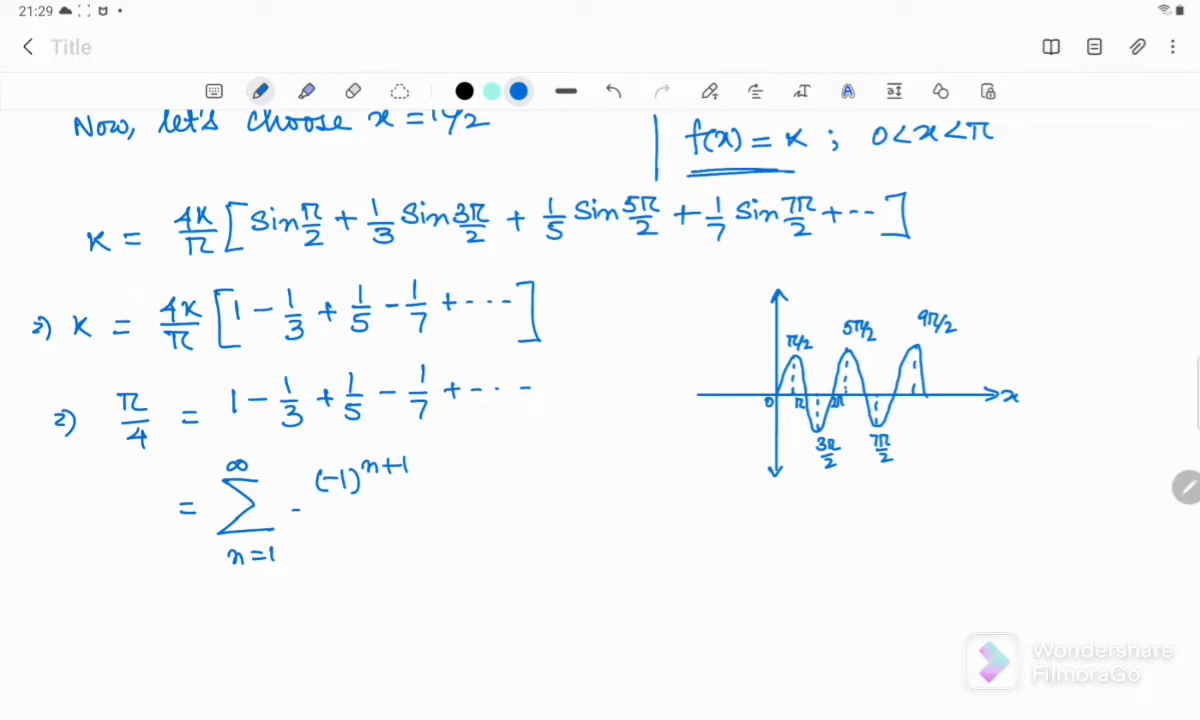 21:29
Title
Now, let's choose x = π/2
f(x) = K ; 0<x<π
K = 4K/π [ Sin π/2 + 1/3 Sin 3π/2 + 1/5 Sin 5π/2 + 1/7 Sin 7π/2 + -- ]
⇒ K = 4K/π [ 1 - 1/3 + 1/5 - 1/7 + --- ]
⇒ π/4 = 1 - 1/3 + 1/5 - 1/7 + ---
= ∞ Σ n=1 (-1)^n+1 -
π/2 5π/2 9π/2
0 π 2π x
3π/2 7π/2
Wondershare
FilmoraGo